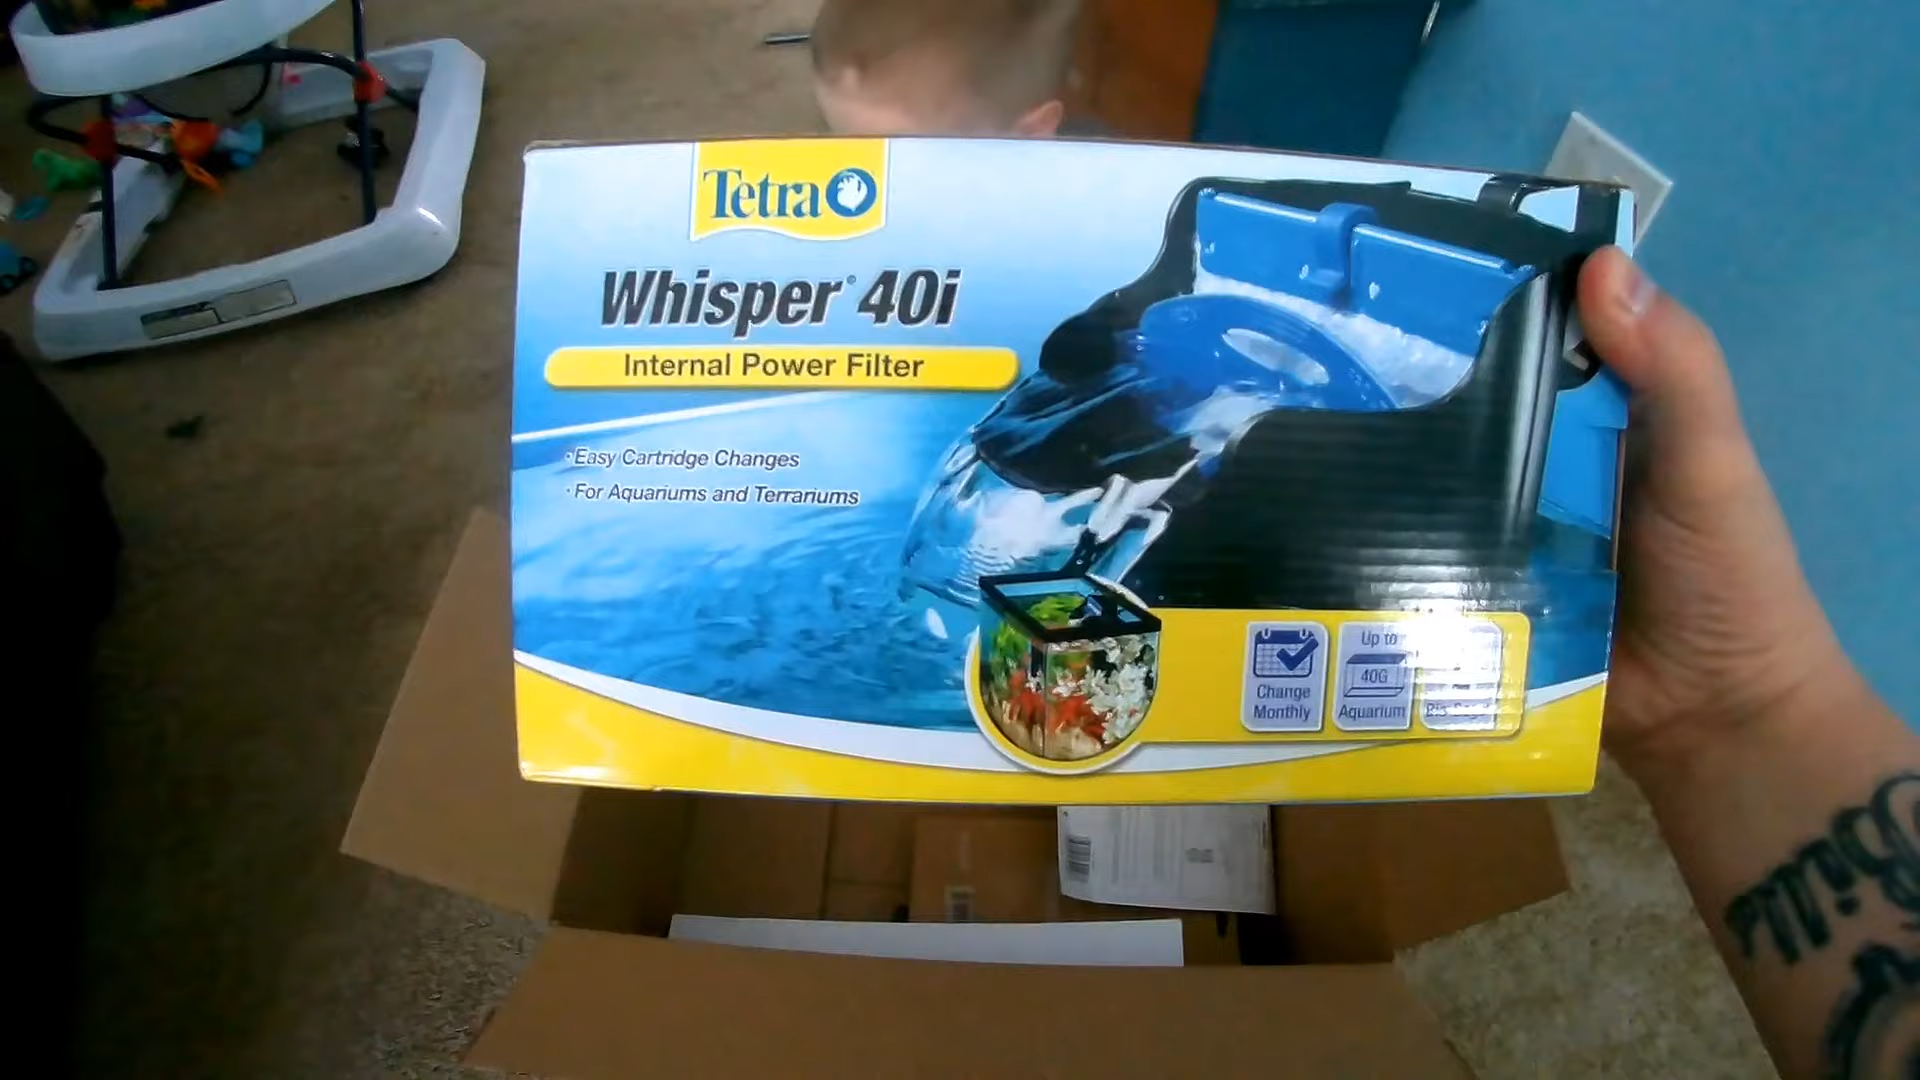 Tetra
Whisper® 40i
Internal Power Filter
· Easy Cartridge Changes
· For Aquariums and Terrariums
Change
Monthly
Up to
40G
Aquarium